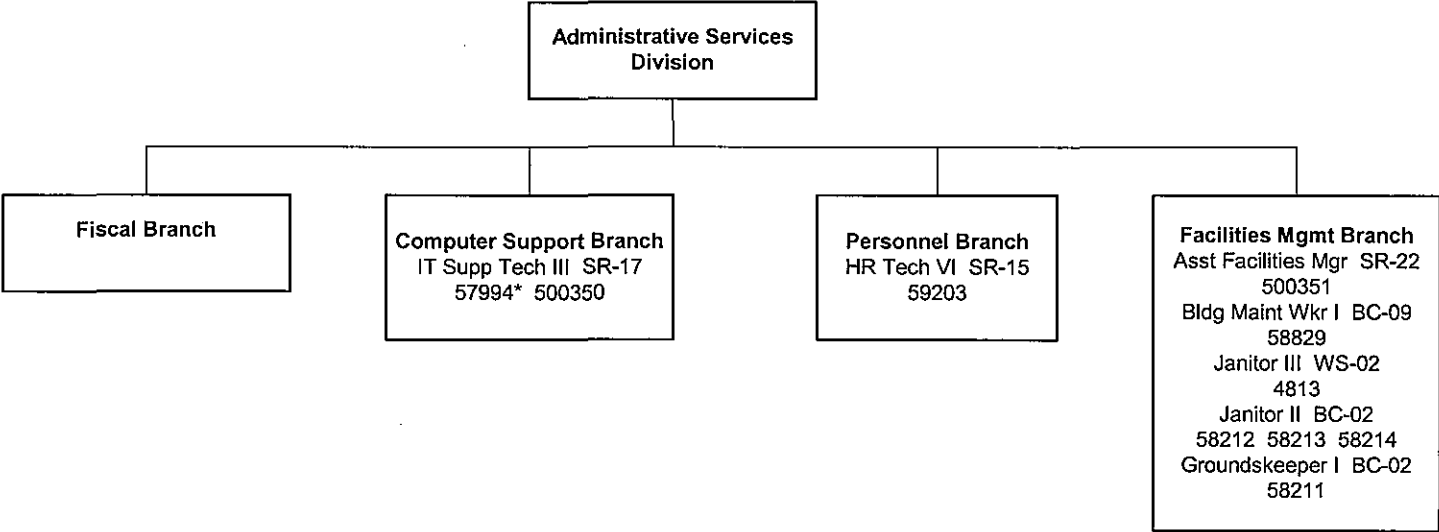 Administrative Services
Division
Fiscal Branch
Computer Support Branch
IT Supp Tech III SR-17
57994* 500350
Personnel Branch
HR Tech VI SR-15
59203
Facilities Mgmt Branch
Asst Facilities Mgr SR-22
500351
Bldg Maint Wkr I BC-09
58829
Janitor III WS-02
4813
Janitor II BC-02
58212 58213 58214
Groundskeeper I BC-02
58211